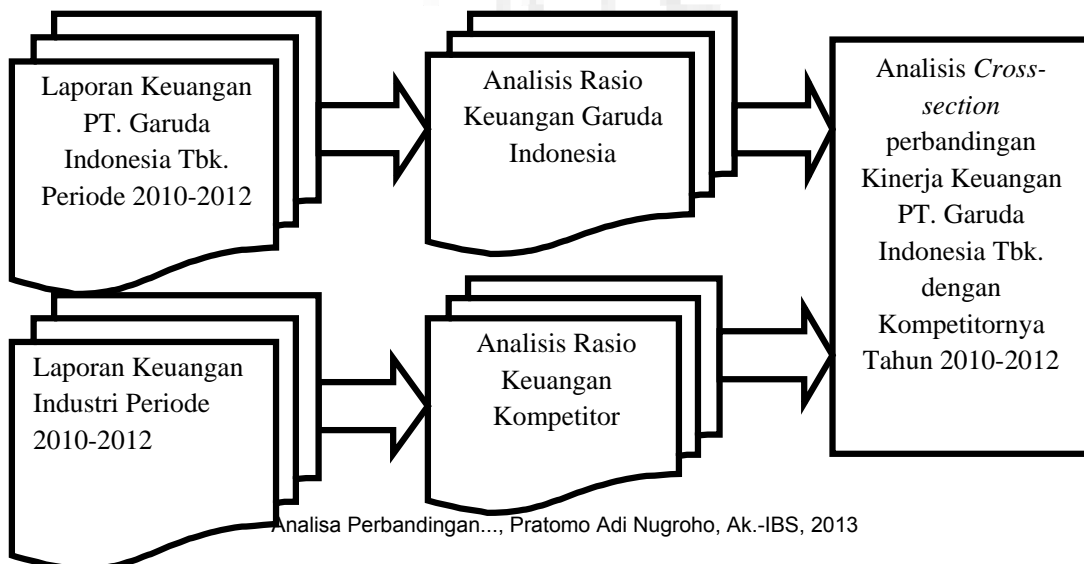 Laporan Keuangan
PT. Garuda
Indonesia Tbk.
Periode 2010-2012
Analisis Rasio
Keuangan Garuda
Indonesia
Analisis Cross-
section
perbandingan
Kinerja Keuangan
PT. Garuda
Indonesia Tbk.
dengan
Kompetitornya
Tahun 2010-2012
Laporan Keuangan
Industri Periode
2010-2012
Analisis Rasio
Keuangan
Kompetitor
Analisa Perbandingan..., Pratomo Adi Nugroho, Ak.-IBS, 2013